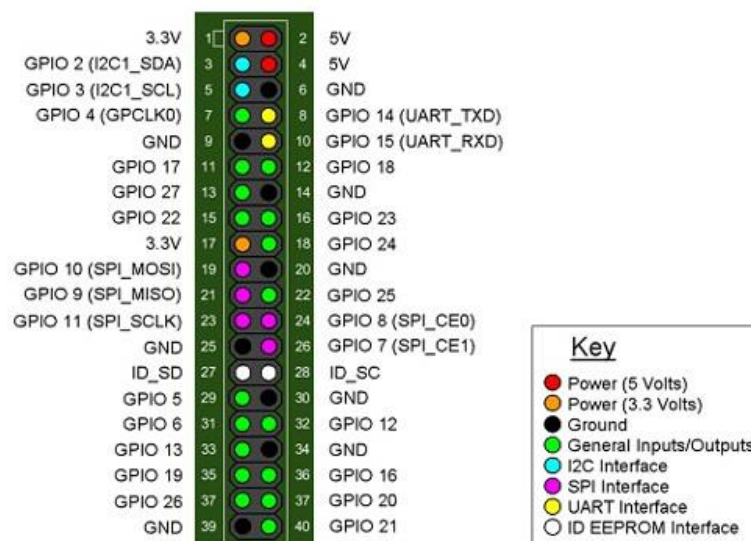 3.3V 1 2 5V
GPIO 2 (I2C1_SDA) 3 4 5V
GPIO 3 (I2C1_SCL) 5 6 GND
GPIO 4 (GPCLK0) 7 8 GPIO 14 (UART_TXD)
GND 9 10 GPIO 15 (UART_RXD)
GPIO 17 11 12 GPIO 18
GPIO 27 13 14 GND
GPIO 22 15 16 GPIO 23
3.3V 17 18 GPIO 24
GPIO 10 (SPI_MOSI) 19 20 GND
GPIO 9 (SPI_MISO) 21 22 GPIO 25
GPIO 11 (SPI_SCLK) 23 24 GPIO 8 (SPI_CE0)
GND 25 26 GPIO 7 (SPI_CE1)
ID_SD 27 28 ID_SC
GPIO 5 29 30 GND
GPIO 6 31 32 GPIO 12
GPIO 13 33 34 GND
GPIO 19 35 36 GPIO 16
GPIO 26 37 37 GPIO 20
GND 39 40 GPIO 21
Key
Power (5 Volts)
Power (3.3 Volts)
Ground
General Inputs/Outputs
I2C Interface
SPI Interface
UART Interface
ID EEPROM Interface